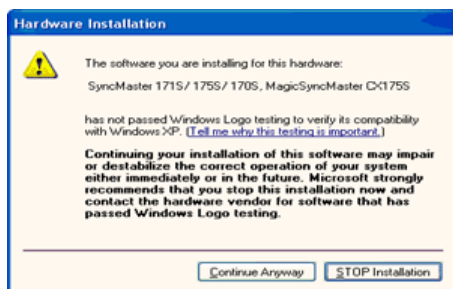 Hardware Installation
The software you are installing for this hardware:
SyncMaster 171S/ 175S/ 170S, MagicSyncMaster CX175S
has not passed Windows Logo testing to verify its compatibility
with Windows XP. (Tell me why this testing is important.)
Continuing your installation of this software may impair
or destabilize the correct operation of your system
either immediately or in the future. Microsoft strongly
recommends that you stop this installation now and
contact the hardware vendor for software that has
passed Windows Logo testing.
Continue Anyway STOP Installation